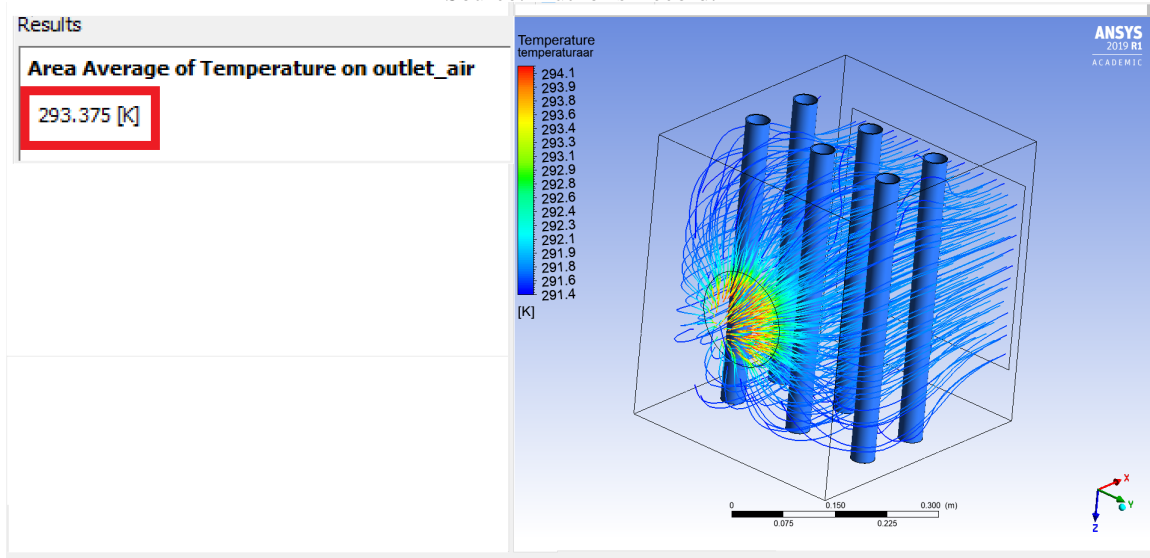 Results
Area Average of Temperature on outlet_air
293.375 [K]
Temperature
temperaturaar
294.1
293.9
293.8
293.6
293.4
293.3
293.1
292.9
292.8
292.6
292.4
292.3
292.1
291.9
291.8
291.6
291.4
[K]
ANSYS
2019 R1
ACADEMIC
0 0.150 0.300 (m)
0.075 0.225
X
Y
Z